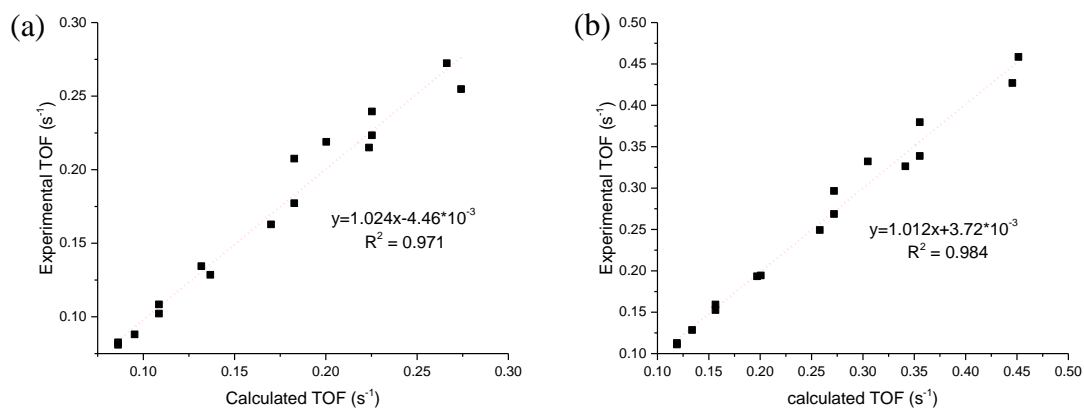 (a)
0.30
0.25
0.20
0.15
0.10
Experimental TOF (s⁻¹)
y=1.024x-4.46*10⁻³
R² = 0.971
0.10 0.15 0.20 0.25 0.30
Calculated TOF (s⁻¹)
(b)
0.50
0.45
0.40
0.35
0.30
0.25
0.20
0.15
0.10
Experimental TOF (s⁻¹)
y=1.012x+3.72*10⁻³
R² = 0.984
0.10 0.15 0.20 0.25 0.30 0.35 0.40 0.45 0.50
calculated TOF (s⁻¹)